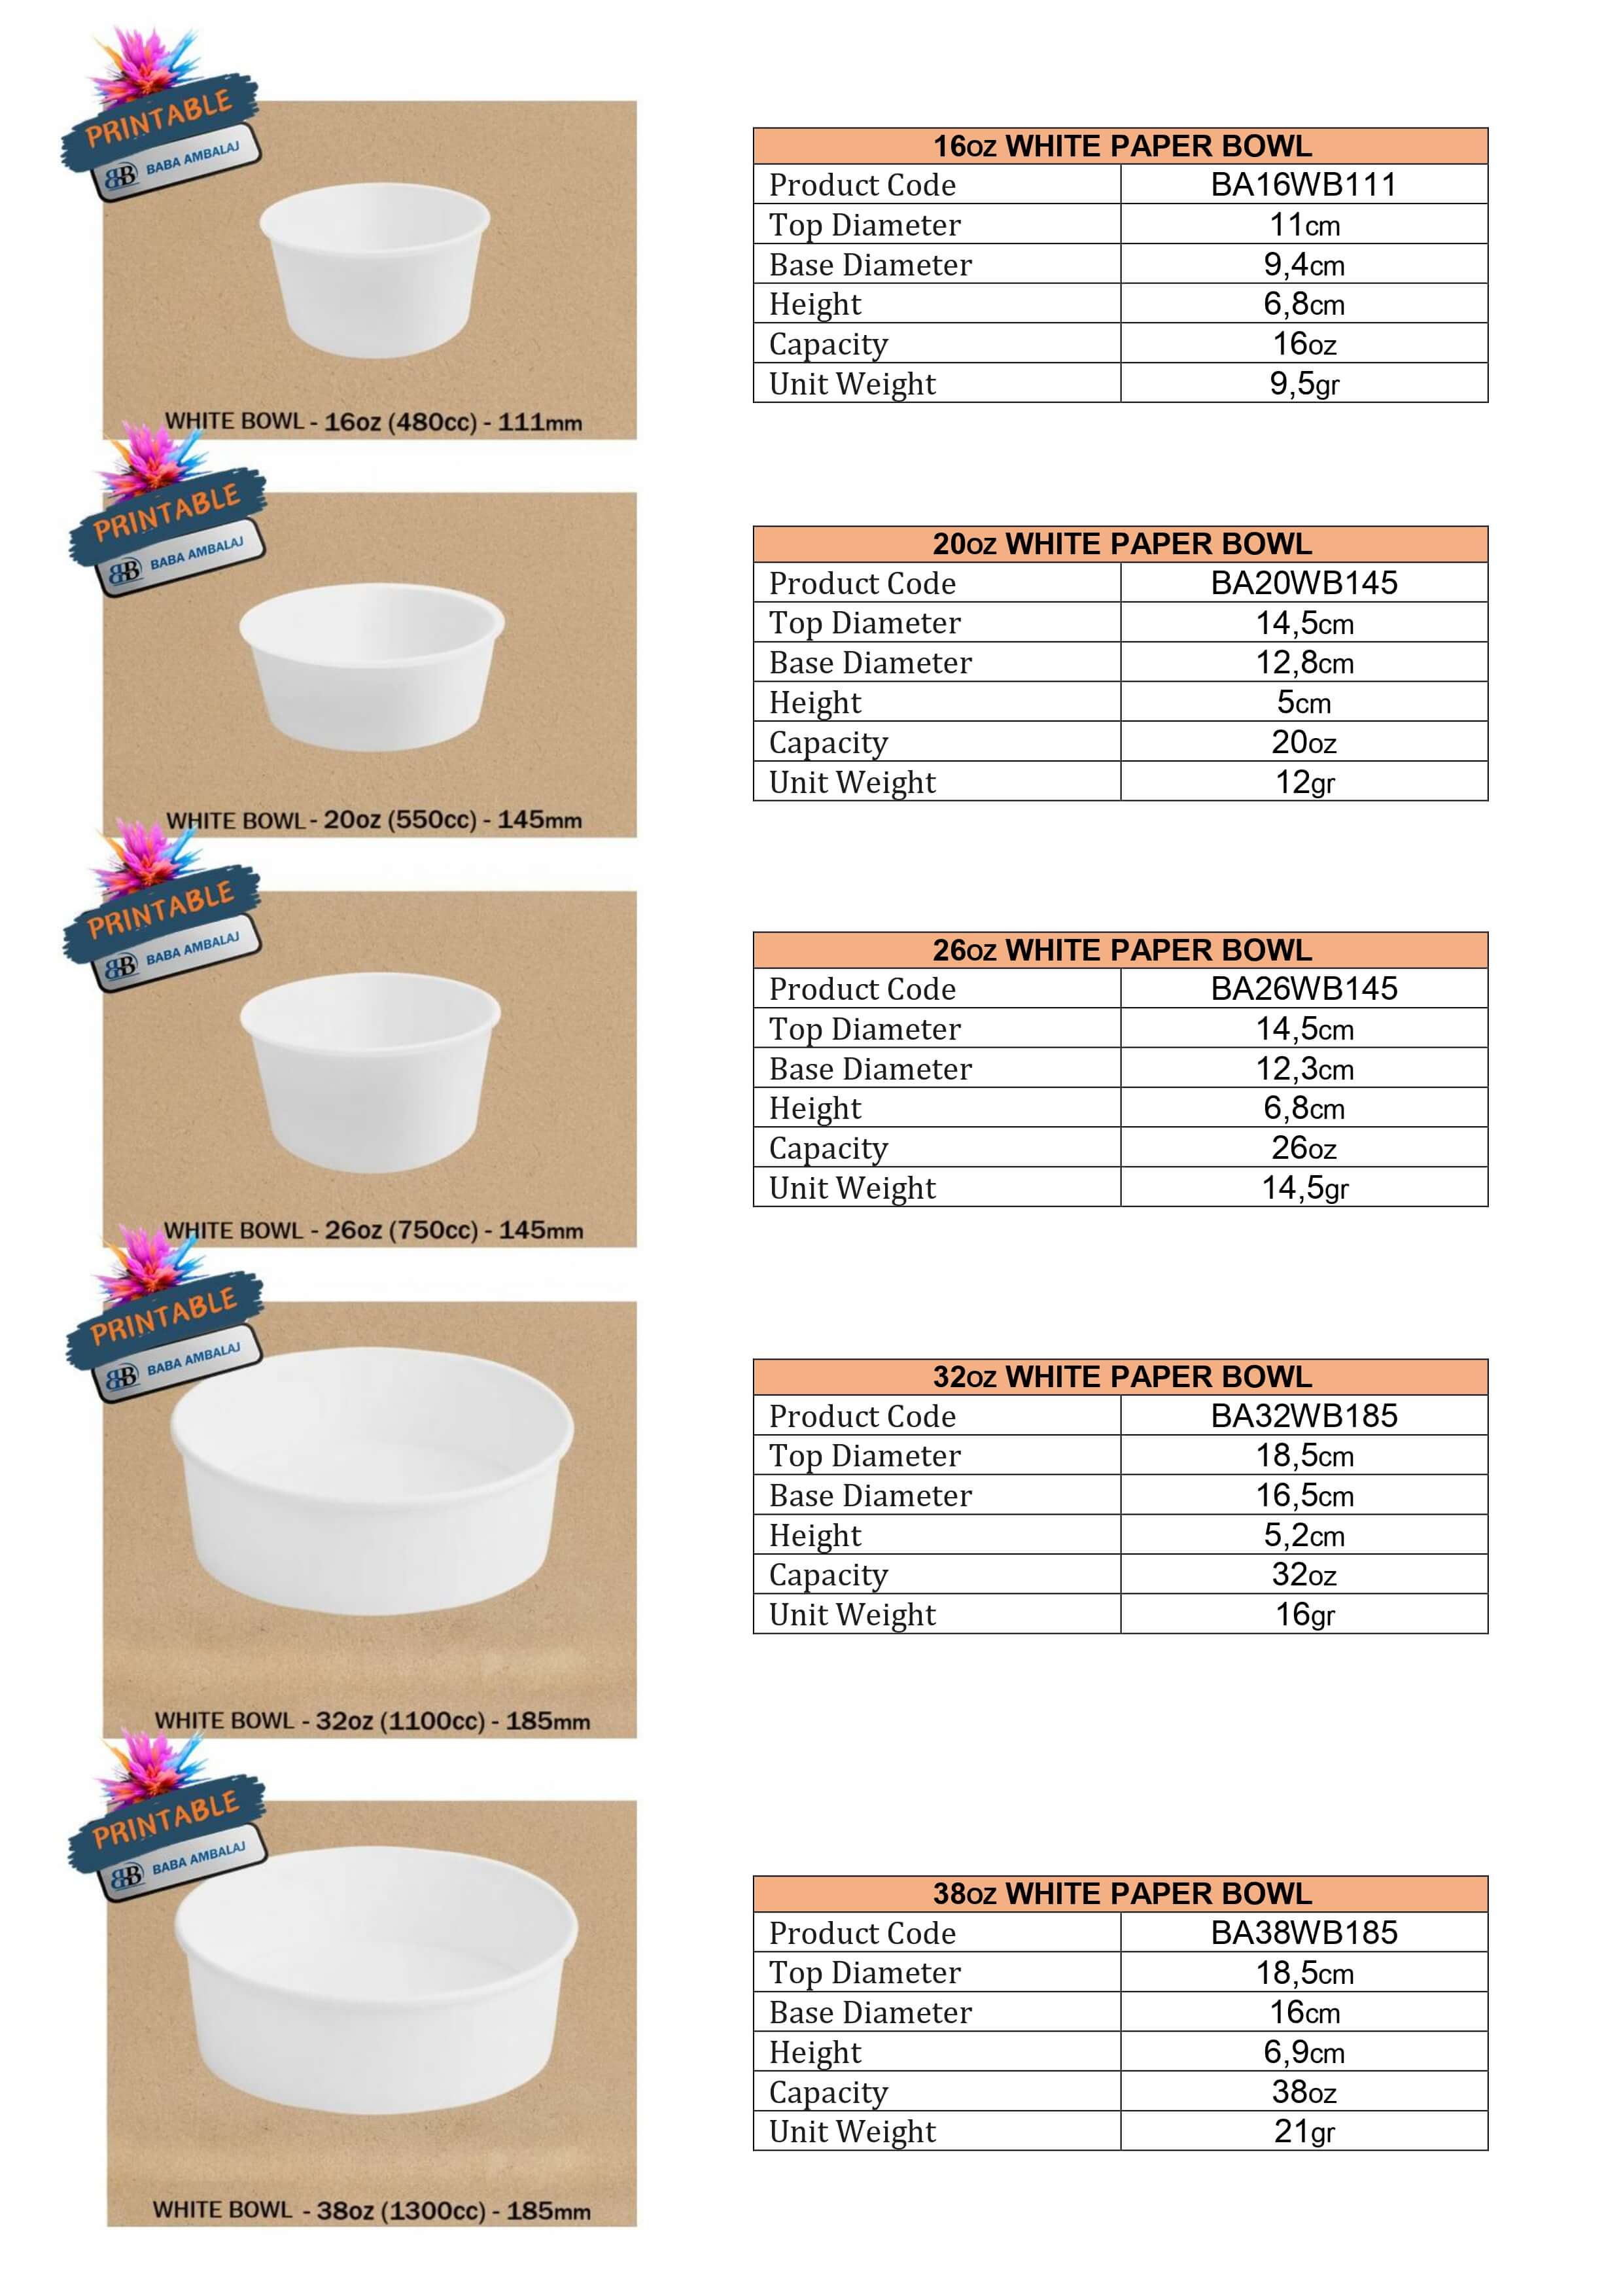 PRINTABLE
BB BABA AMBALAJ
WHITE BOWL - 16oz (480cc) - 111mm
16oz WHITE PAPER BOWL
Product Code BA16WB111
Top Diameter 11cm
Base Diameter 9,4cm
Height 6,8cm
Capacity 16oz
Unit Weight 9,5gr
PRINTABLE
BB BABA AMBALAJ
WHITE BOWL - 20oz (550cc) - 145mm
20oz WHITE PAPER BOWL
Product Code BA20WB145
Top Diameter 14,5cm
Base Diameter 12,8cm
Height 5cm
Capacity 20oz
Unit Weight 12gr
PRINTABLE
BB BABA AMBALAJ
WHITE BOWL - 26oz (750cc) - 145mm
26oz WHITE PAPER BOWL
Product Code BA26WB145
Top Diameter 14,5cm
Base Diameter 12,3cm
Height 6,8cm
Capacity 26oz
Unit Weight 14,5gr
PRINTABLE
BB BABA AMBALAJ
WHITE BOWL - 32oz (1100cc) - 185mm
32oz WHITE PAPER BOWL
Product Code BA32WB185
Top Diameter 18,5cm
Base Diameter 16,5cm
Height 5,2cm
Capacity 32oz
Unit Weight 16gr
PRINTABLE
BB BABA AMBALAJ
WHITE BOWL - 38oz (1300cc) - 185mm
38oz WHITE PAPER BOWL
Product Code BA38WB185
Top Diameter 18,5cm
Base Diameter 16cm
Height 6,9cm
Capacity 38oz
Unit Weight 21gr